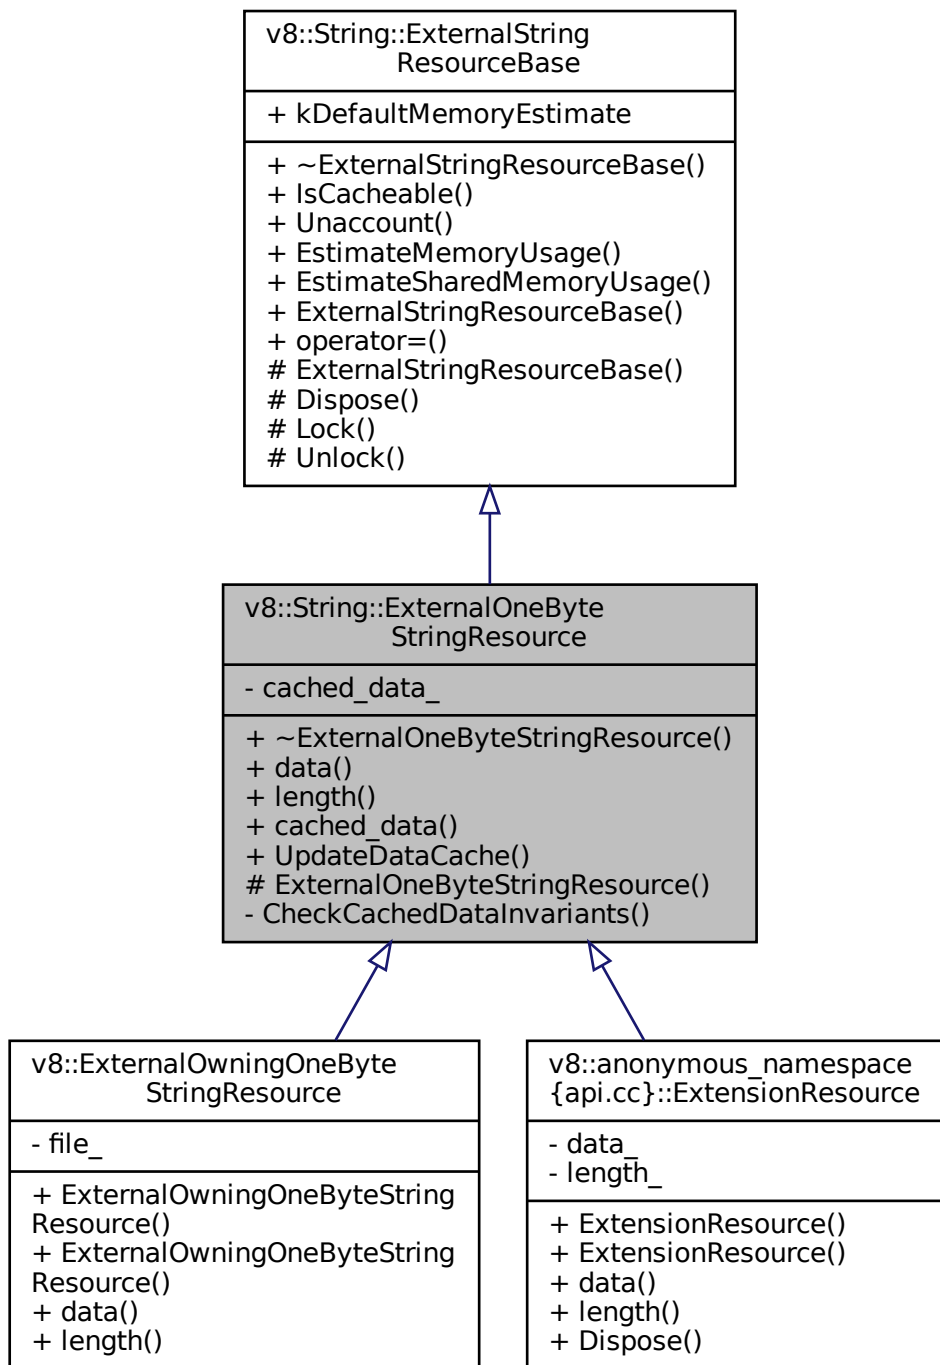 v8::String::ExternalString
ResourceBase
+ kDefaultMemoryEstimate
+ ~ExternalStringResourceBase()
+ IsCacheable()
+ Unaccount()
+ EstimateMemoryUsage()
+ EstimateSharedMemoryUsage()
+ ExternalStringResourceBase()
+ operator=()
# ExternalStringResourceBase()
# Dispose()
# Lock()
# Unlock()
v8::String::ExternalOneByte
StringResource
- cached_data_
+ ~ExternalOneByteStringResource()
+ data()
+ length()
+ cached_data()
+ UpdateDataCache()
# ExternalOneByteStringResource()
- CheckCachedDataInvariants()
v8::ExternalOwningOneByte
StringResource
- file_
+ ExternalOwningOneByteString
Resource()
+ ExternalOwningOneByteString
Resource()
+ data()
+ length()
v8::anonymous_namespace
{api.cc}::ExtensionResource
- data_
- length_
+ ExtensionResource()
+ ExtensionResource()
+ data()
+ length()
+ Dispose()